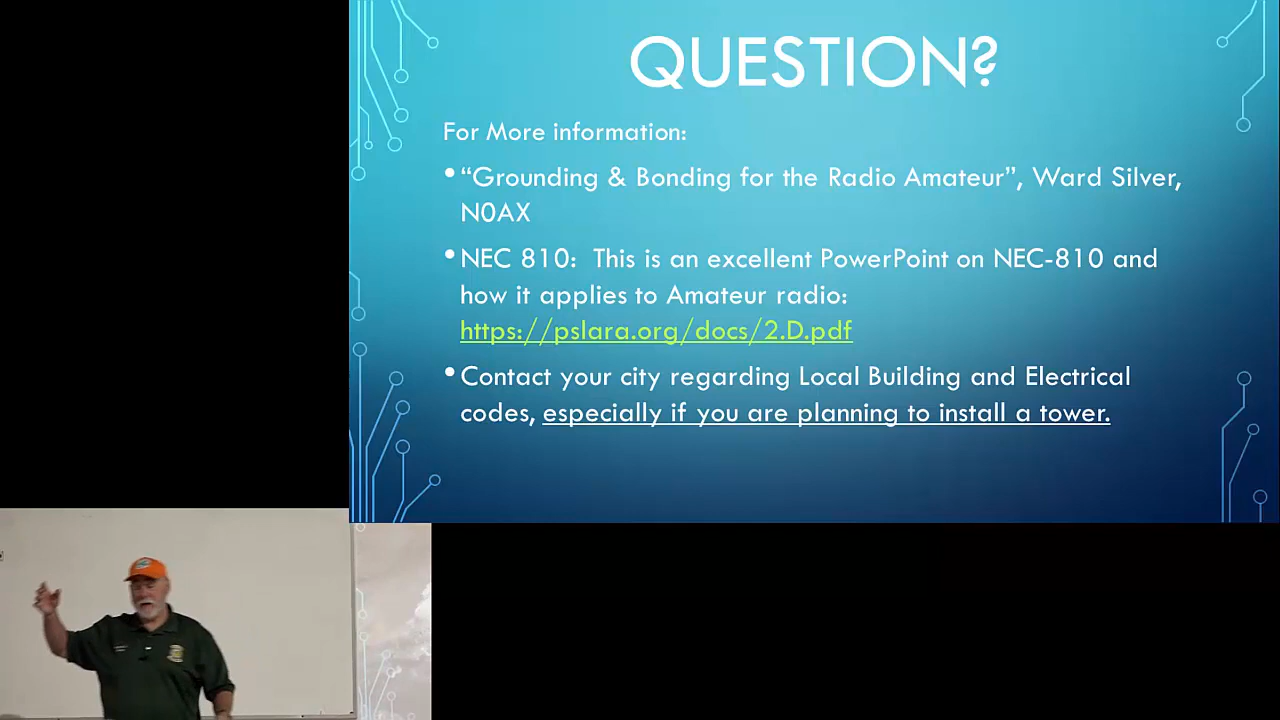 QUESTION?
For More information:
•“Grounding & Bonding for the Radio Amateur”, Ward Silver,
N0AX
•NEC 810:  This is an excellent PowerPoint on NEC-810 and
how it applies to Amateur radio:
https://pslara.org/docs/2.D.pdf
•Contact your city regarding Local Building and Electrical
codes, especially if you are planning to install a tower.